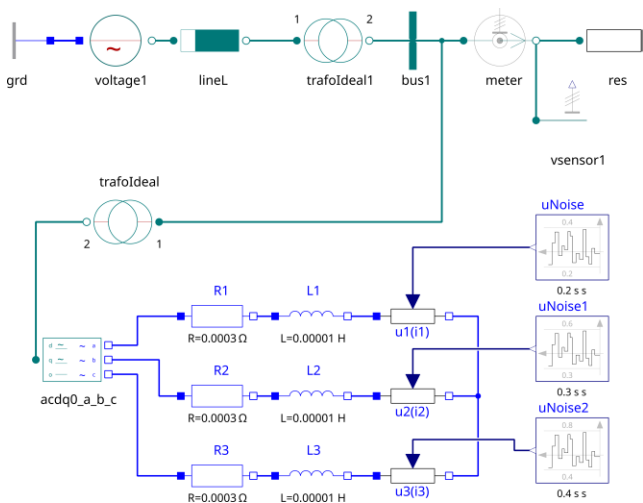 1 2
grd voltage1 lineL trafoIdeal1 bus1 meter res
vsensor1
trafoIdeal
2 1
uNoise
0.4
0.2
0.2 s s
R1 L1
R=0.0003 Ω L=0.00001 H u1(i1)
uNoise1
0.6
0.3
0.3 s s
d a
q b
o c
acdq0_a_b_c
R2 L2
R=0.0003 Ω L=0.00001 H u2(i2)
uNoise2
0.8
0.4
0.4 s s
R3 L3
R=0.0003 Ω L=0.00001 H u3(i3)